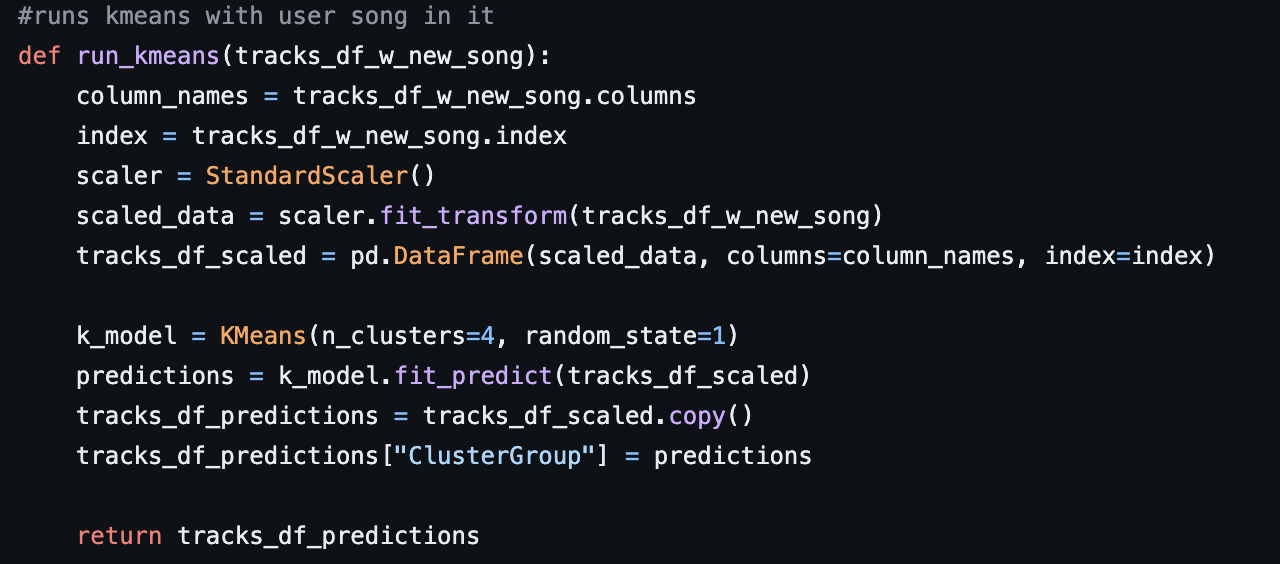 #runs kmeans with user song in it
def run_kmeans(tracks_df_w_new_song):
    column_names = tracks_df_w_new_song.columns
    index = tracks_df_w_new_song.index
    scaler = StandardScaler()
    scaled_data = scaler.fit_transform(tracks_df_w_new_song)
    tracks_df_scaled = pd.DataFrame(scaled_data, columns=column_names, index=index)

    k_model = KMeans(n_clusters=4, random_state=1)
    predictions = k_model.fit_predict(tracks_df_scaled)
    tracks_df_predictions = tracks_df_scaled.copy()
    tracks_df_predictions["ClusterGroup"] = predictions

    return tracks_df_predictions